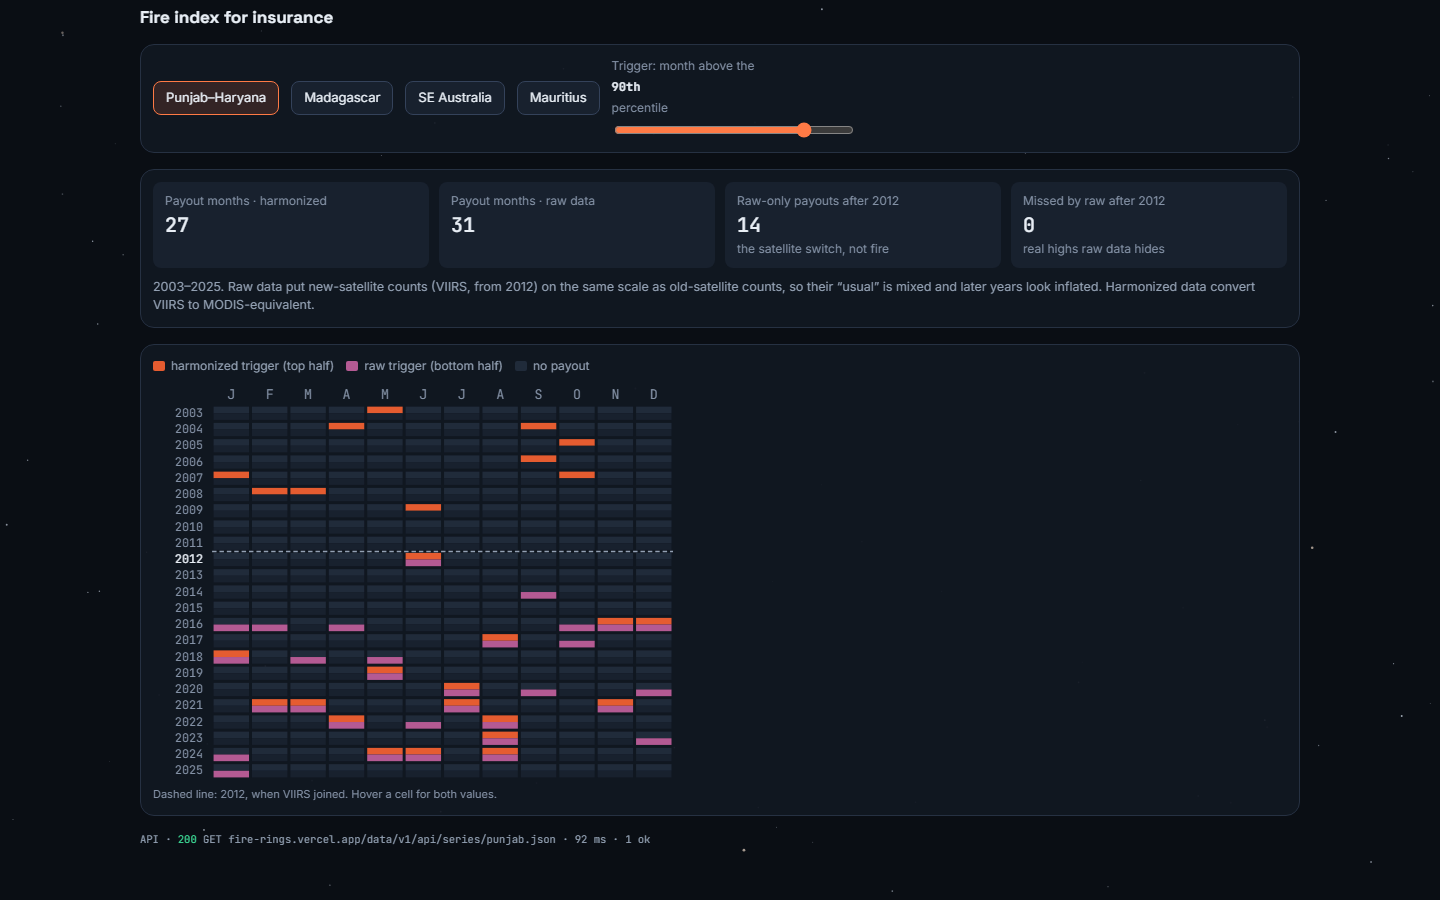 Fire index for insurance
Punjab–Haryana
Madagascar
SE Australia
Mauritius
Trigger: month above the
90th
percentile
Payout months · harmonized
27
Payout months · raw data
31
Raw-only payouts after 2012
14
the satellite switch, not fire
Missed by raw after 2012
0
real highs raw data hides
2003–2025. Raw data put new-satellite counts (VIIRS, from 2012) on the same scale as old-satellite counts, so their “usual” is mixed and later years look inflated. Harmonized data convert
VIIRS to MODIS-equivalent.
harmonized trigger (top half)
raw trigger (bottom half)
no payout
J F M A M J J A S O N D
2003
2004
2005
2006
2007
2008
2009
2010
2011
2012
2013
2014
2015
2016
2017
2018
2019
2020
2021
2022
2023
2024
2025
Dashed line: 2012, when VIIRS joined. Hover a cell for both values.
API · 200 GET fire-rings.vercel.app/data/v1/api/series/punjab.json · 92 ms · 1 ok